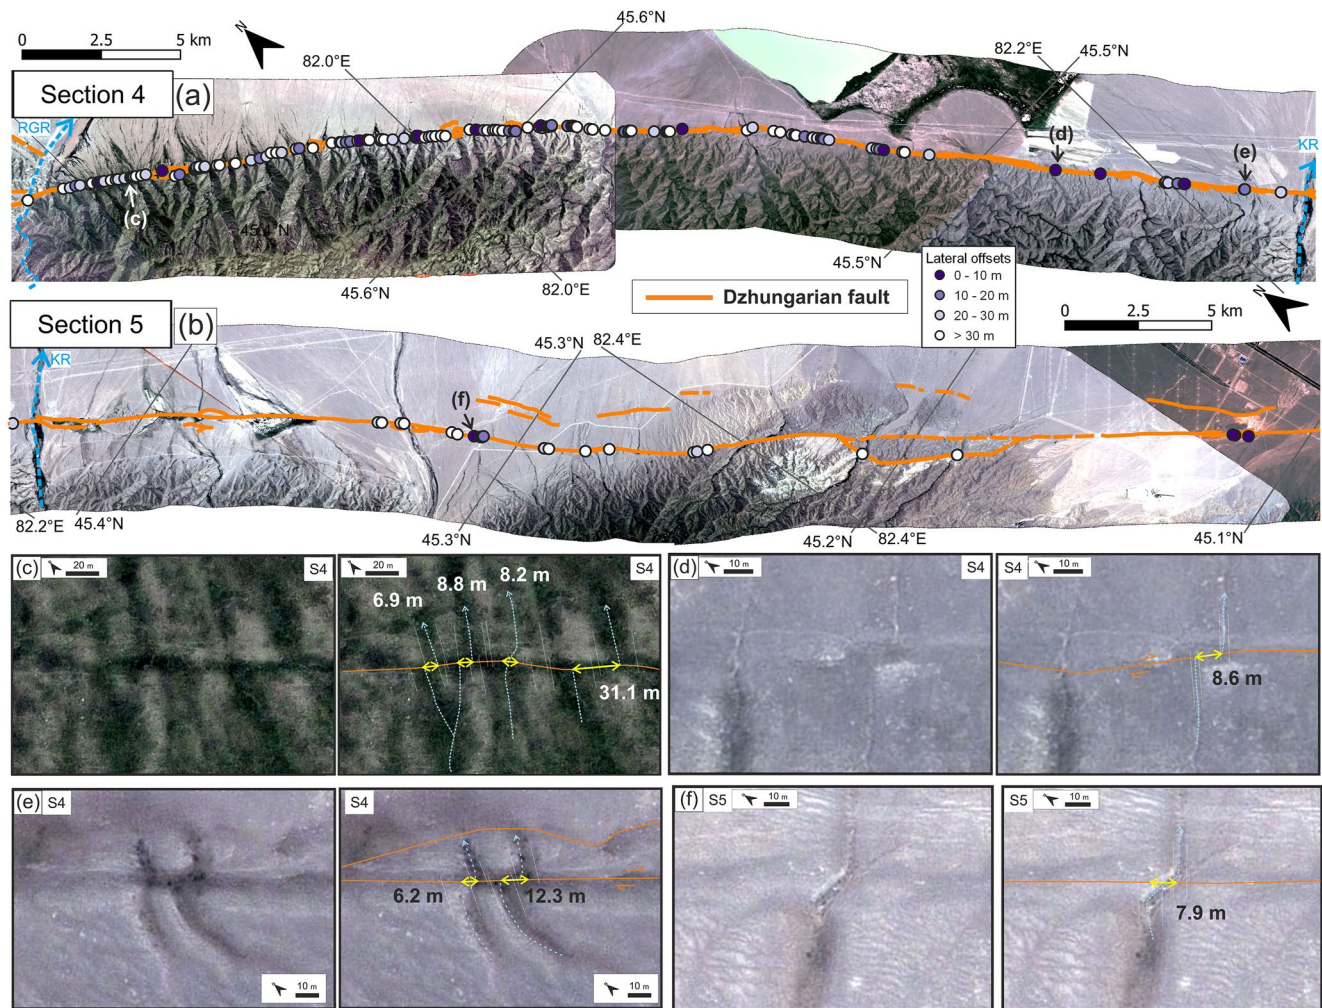 0 2.5 5 km
N
45.6°N
82.0°E
82.2°E
45.5°N
Section 4 (a)
RGR
(c)
(d)
(e)
KR
45.6°N
82.0°E
45.5°N
Lateral offsets
0 - 10 m
10 - 20 m
20 - 30 m
> 30 m
Dzhungarian fault
N
0 2.5 5 km
Section 5 (b)
KR
45.3°N
82.4°E
(f)
82.2°E
45.4°N
45.3°N
45.2°N
82.4°E
45.1°N
(c) 20 m S4
20 m S4
6.9 m
8.8 m
8.2 m
31.1 m
(d) 10 m S4
S4 10 m
8.6 m
(e) S4
10 m
S4
6.2 m
12.3 m
10 m
(f) S5 10 m
S5 10 m
7.9 m